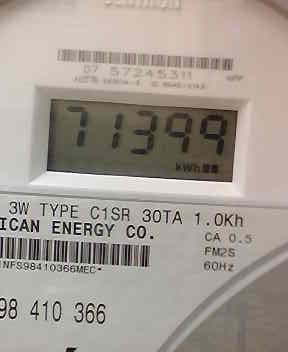 07 57245311
71399
kWh
3W TYPE C1SR 30TA 1.0Kh
ICAN ENERGY CO.
CA 0.5
FM2S
60Hz
NFS98410366MEC
98 410 366